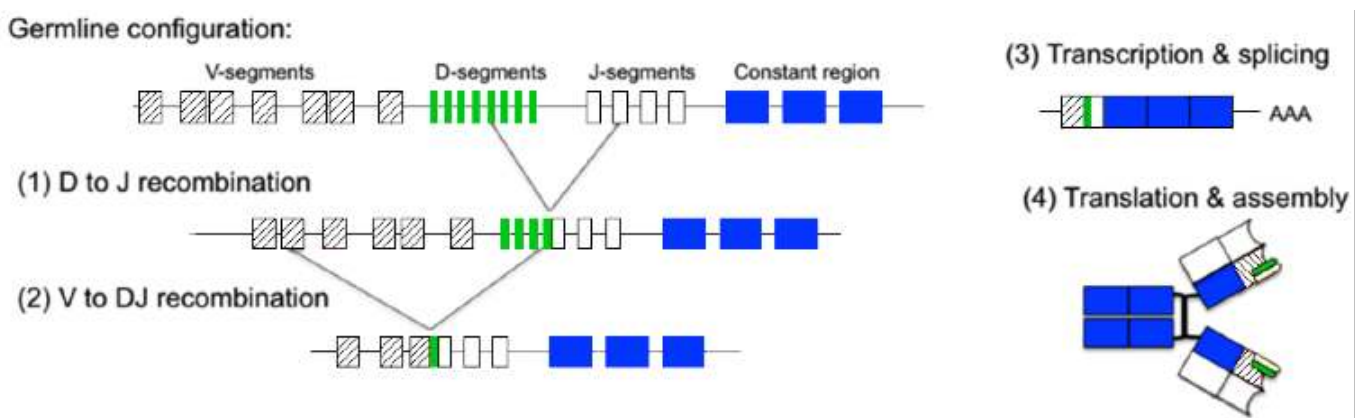 Germline configuration:
V-segments
D-segments
J-segments
Constant region
(1) D to J recombination
(2) V to DJ recombination
(3) Transcription & splicing
AAA
(4) Translation & assembly